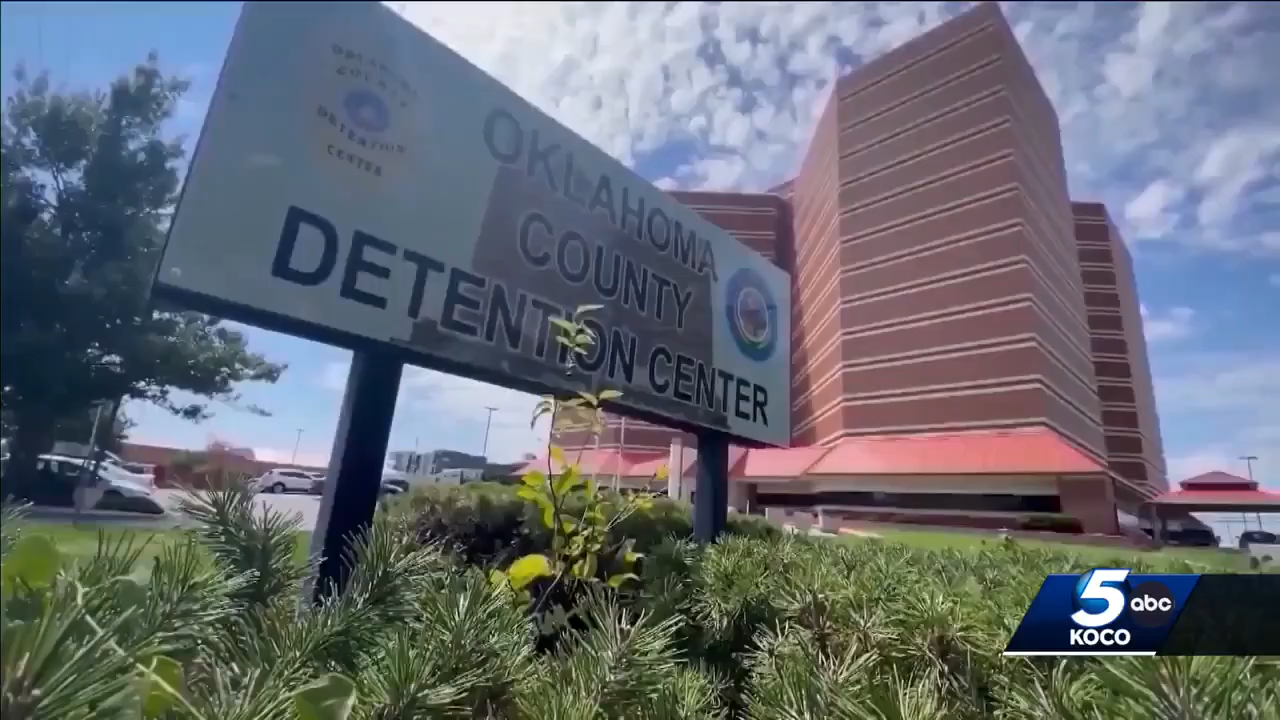 OKLAHOMA
COUNTY
DETENTION
CENTER
OKLAHOMA
COUNTY
DETENTION CENTER
5
abc
KOCO